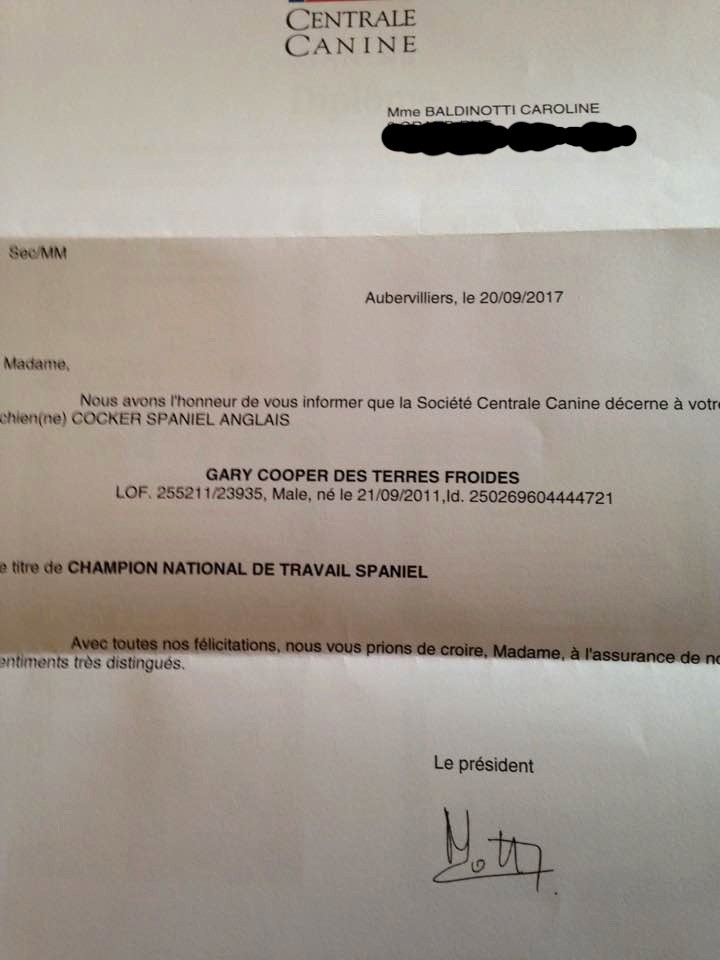 CENTRALE
CANINE
Mme BALDINOTTI CAROLINE
Sec/MM
Aubervilliers, le 20/09/2017
Madame,
Nous avons l'honneur de vous informer que la Société Centrale Canine décerne à votre
chien(ne) COCKER SPANIEL ANGLAIS
GARY COOPER DES TERRES FROIDES
LOF. 255211/23935, Male, né le 21/09/2011,Id. 250269604444721
e titre de CHAMPION NATIONAL DE TRAVAIL SPANIEL
Avec toutes nos félicitations, nous vous prions de croire, Madame, à l'assurance de no
entiments très distingués.
Le président